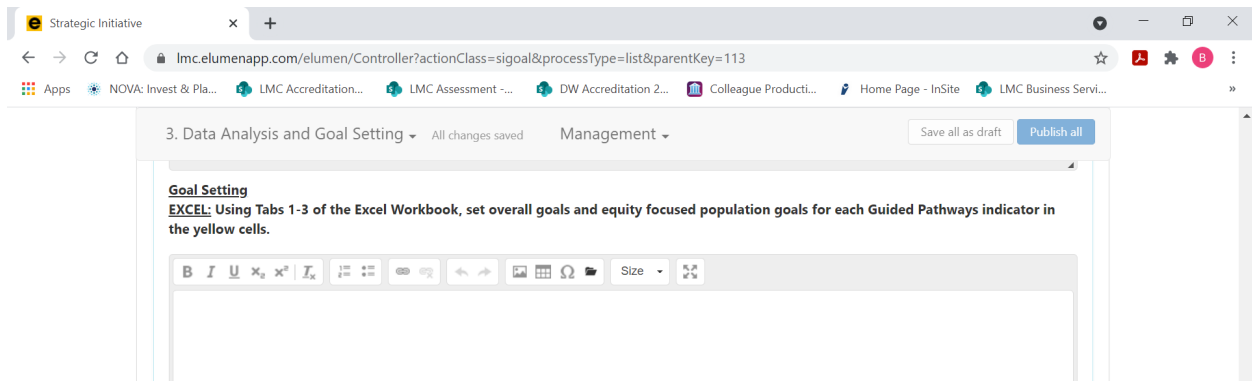 Strategic Initiative
lmc.elumenapp.com/elumen/Controller?actionClass=sigoal&processType=list&parentKey=113
B
Apps NOVA: Invest & Pla... LMC Accreditation... LMC Assessment -... DW Accreditation 2... Colleague Producti... Home Page - InSite LMC Business Servi... »
3. Data Analysis and Goal Setting All changes saved Management Save all as draft Publish all
Goal Setting
EXCEL: Using Tabs 1-3 of the Excel Workbook, set overall goals and equity focused population goals for each Guided Pathways indicator in
the yellow cells.
B I U x₂ x² Tx Ω Size